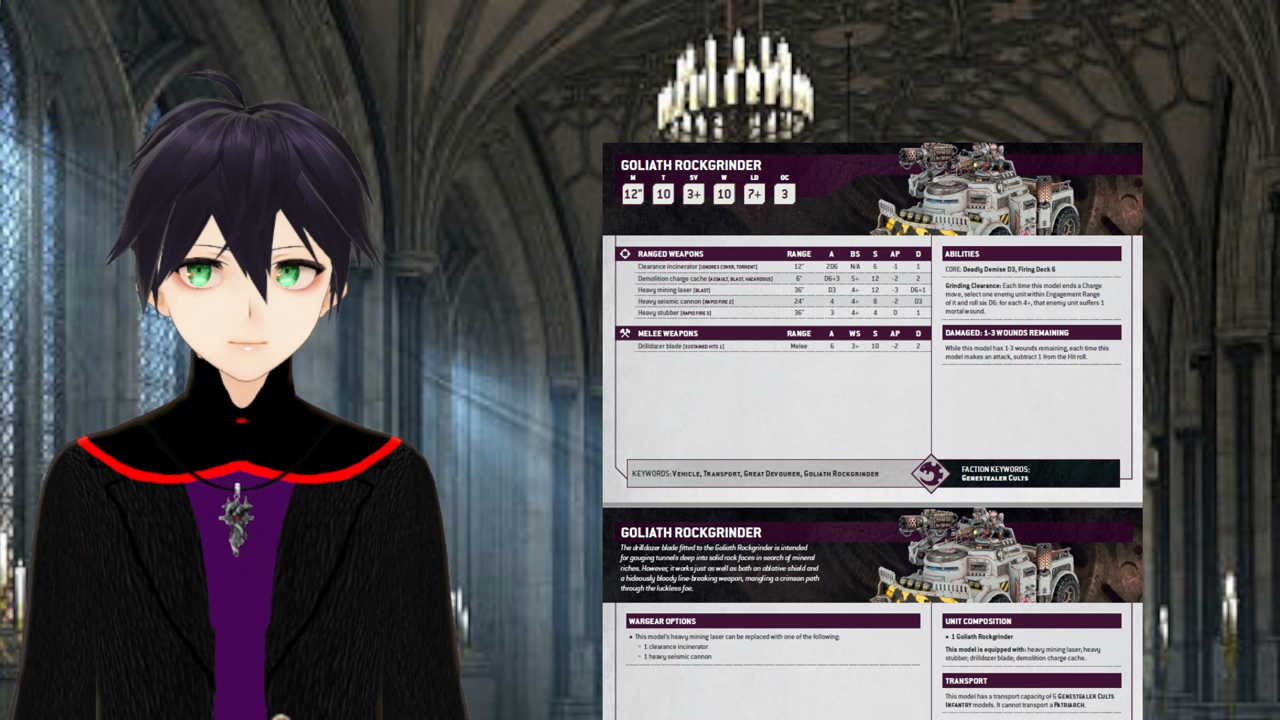 GOLIATH ROCKGRINDER
M T SV W LD OC
12" 10 3+ 10 7+ 3
RANGED WEAPONS RANGE A BS S AP D
Clearance incinerator [IGNORES COVER, TORRENT] 12" 2D6 N/A 6 -1 1
Demolition charge cache [ASSAULT, BLAST, HAZARDOUS] 6" D6+3 5+ 12 -2 2
Heavy mining laser [BLAST] 36" D3 4+ 12 -3 D6+1
Heavy seismic cannon [RAPID FIRE 2] 24" 4 4+ 8 -2 D3
Heavy stubber [RAPID FIRE 3] 36" 3 4+ 4 0 1
MELEE WEAPONS RANGE A WS S AP D
Drilldozer blade [SUSTAINED HITS 1] Melee 6 3+ 10 -2 2
ABILITIES
CORE: Deadly Demise D3, Firing Deck 6
Grinding Clearance: Each time this model ends a Charge
move, select one enemy unit within Engagement Range
of it and roll six D6: for each 4+, that enemy unit suffers 1
mortal wound.
DAMAGED: 1-3 WOUNDS REMAINING
While this model has 1-3 wounds remaining, each time this
model makes an attack, subtract 1 from the Hit roll.
KEYWORDS: VEHICLE, TRANSPORT, GREAT DEVOURER, GOLIATH ROCKGRINDER
FACTION KEYWORDS:
GENESTEALER CULTS
GOLIATH ROCKGRINDER
The drilldozer blade fitted to the Goliath Rockgrinder is intended
for gouging tunnels deep into solid rock faces in search of mineral
riches. However, it works just as well as both an ablative shield and
a hideously bloody line-breaking weapon, mangling a crimson path
through the luckless foe.
WARGEAR OPTIONS
• This model's heavy mining laser can be replaced with one of the following:
◦ 1 clearance incinerator
◦ 1 heavy seismic cannon
UNIT COMPOSITION
• 1 Goliath Rockgrinder
This model is equipped with: heavy mining laser; heavy
stubber; drilldozer blade; demolition charge cache.
TRANSPORT
This model has a transport capacity of 6 GENESTEALER CULTS
INFANTRY models. It cannot transport a PATRIARCH.